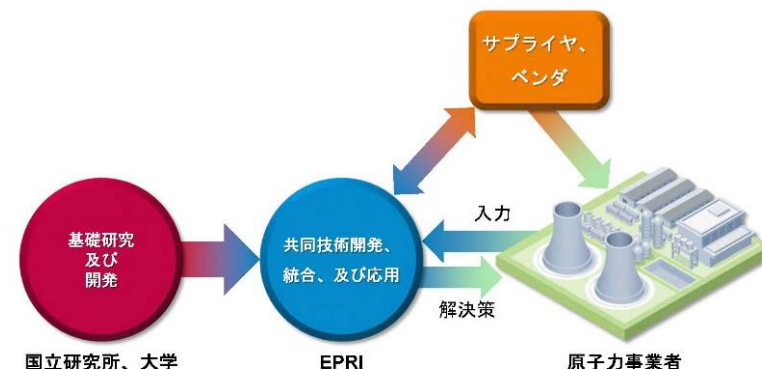 サプライヤ、
ベンダ
基礎研究
及び
開発
共同技術開発、
統合、及び応用
入力
解決策
国立研究所、大学
EPRI
原子力事業者